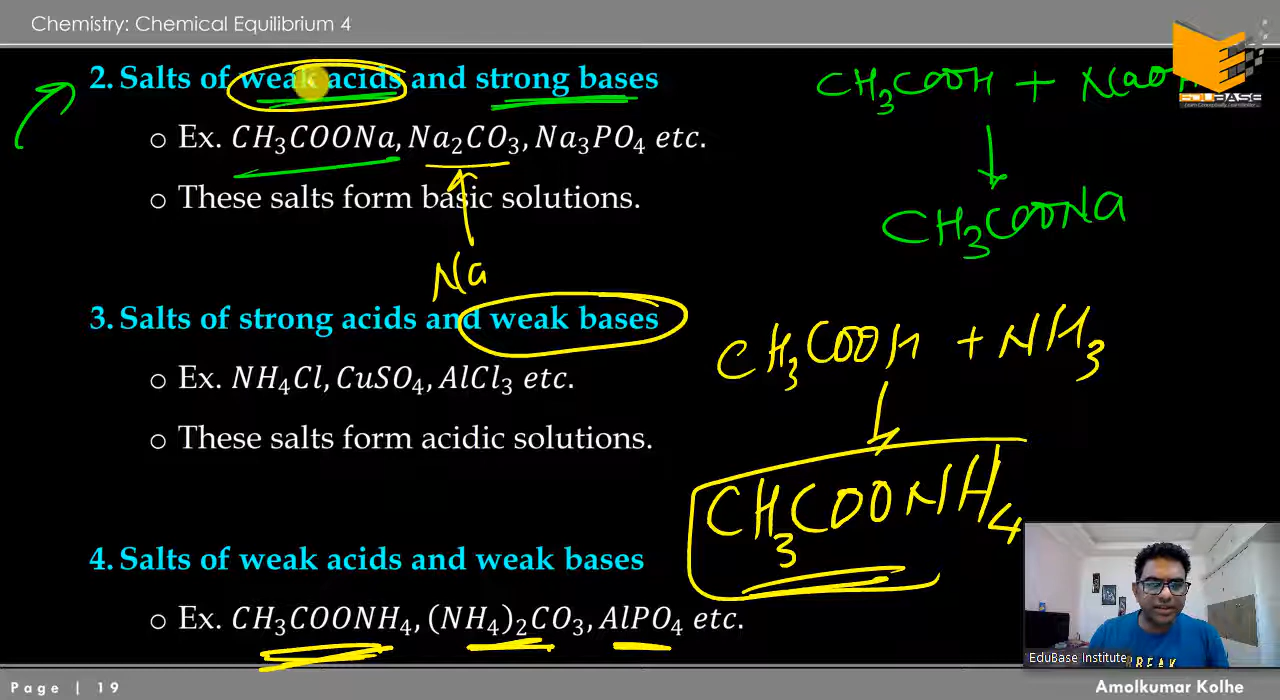 Chemistry: Chemical Equilibrium 4
2. Salts of weak acids and strong bases
CH₃COOH + NaOH
EDUBASE
○ Ex. CH₃COONa, Na₂CO₃, Na₃PO₄ etc.
○ These salts form basic solutions.
CH₃COONa
Na
3. Salts of strong acids and weak bases
CH₃COOH + NH₃
○ Ex. NH₄Cl, CuSO₄, AlCl₃ etc.
○ These salts form acidic solutions.
CH₃COONH₄
4. Salts of weak acids and weak bases
○ Ex. CH₃COONH₄, (NH₄)₂CO₃, AlPO₄ etc.
EduBase Institute
BREAK
Page | 19
Amolkumar Kolhe